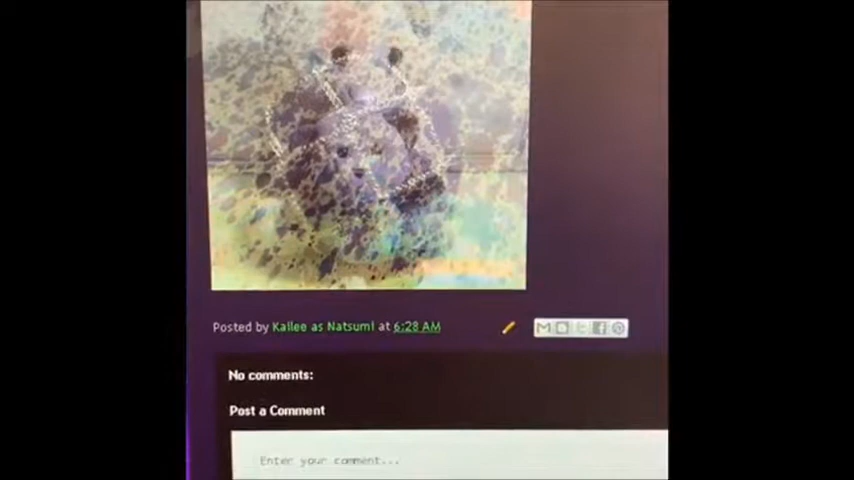 Posted by Kailee as Natsumi at 6:28 AM
No comments:
Post a Comment
Enter your comment...